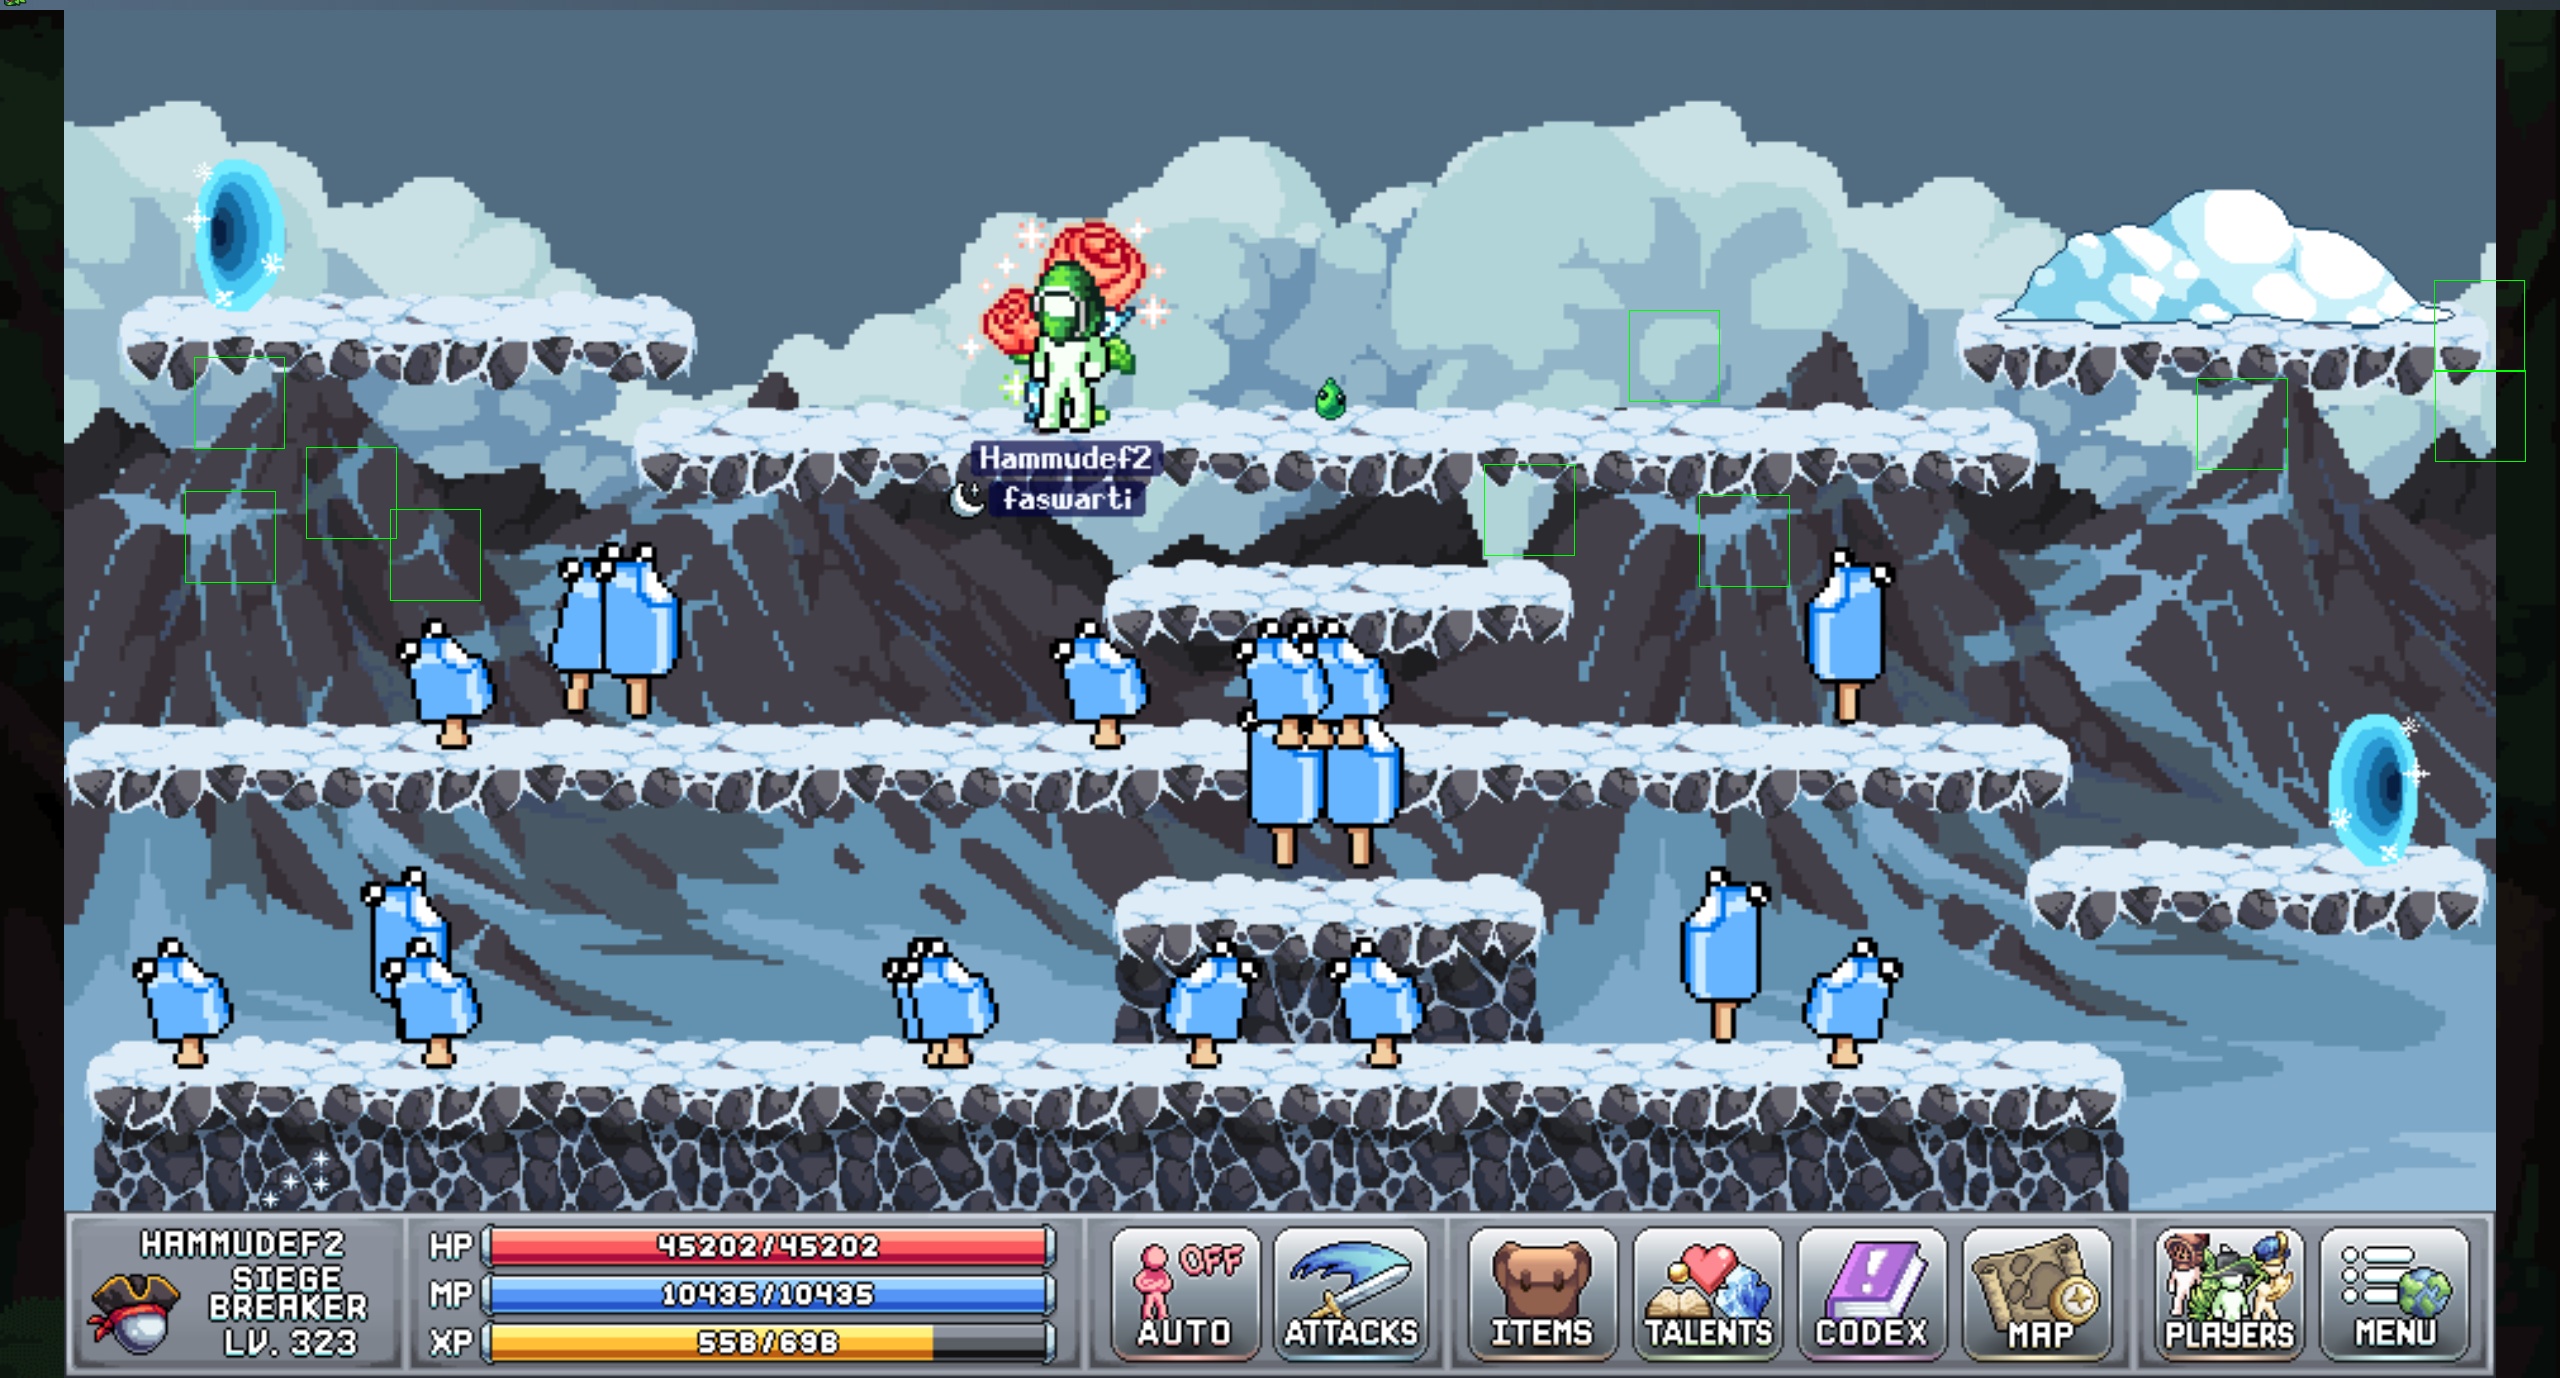 Hammudef2
faswarti
HAMMUDEF2
SIEGE
BREAKER
LV. 323
HP 45202/45202
MP 10435/10435
XP 55B/69B
OFF
AUTO
ATTACKS
ITEMS
TALENTS
CODEX
MAP
PLAYERS
MENU